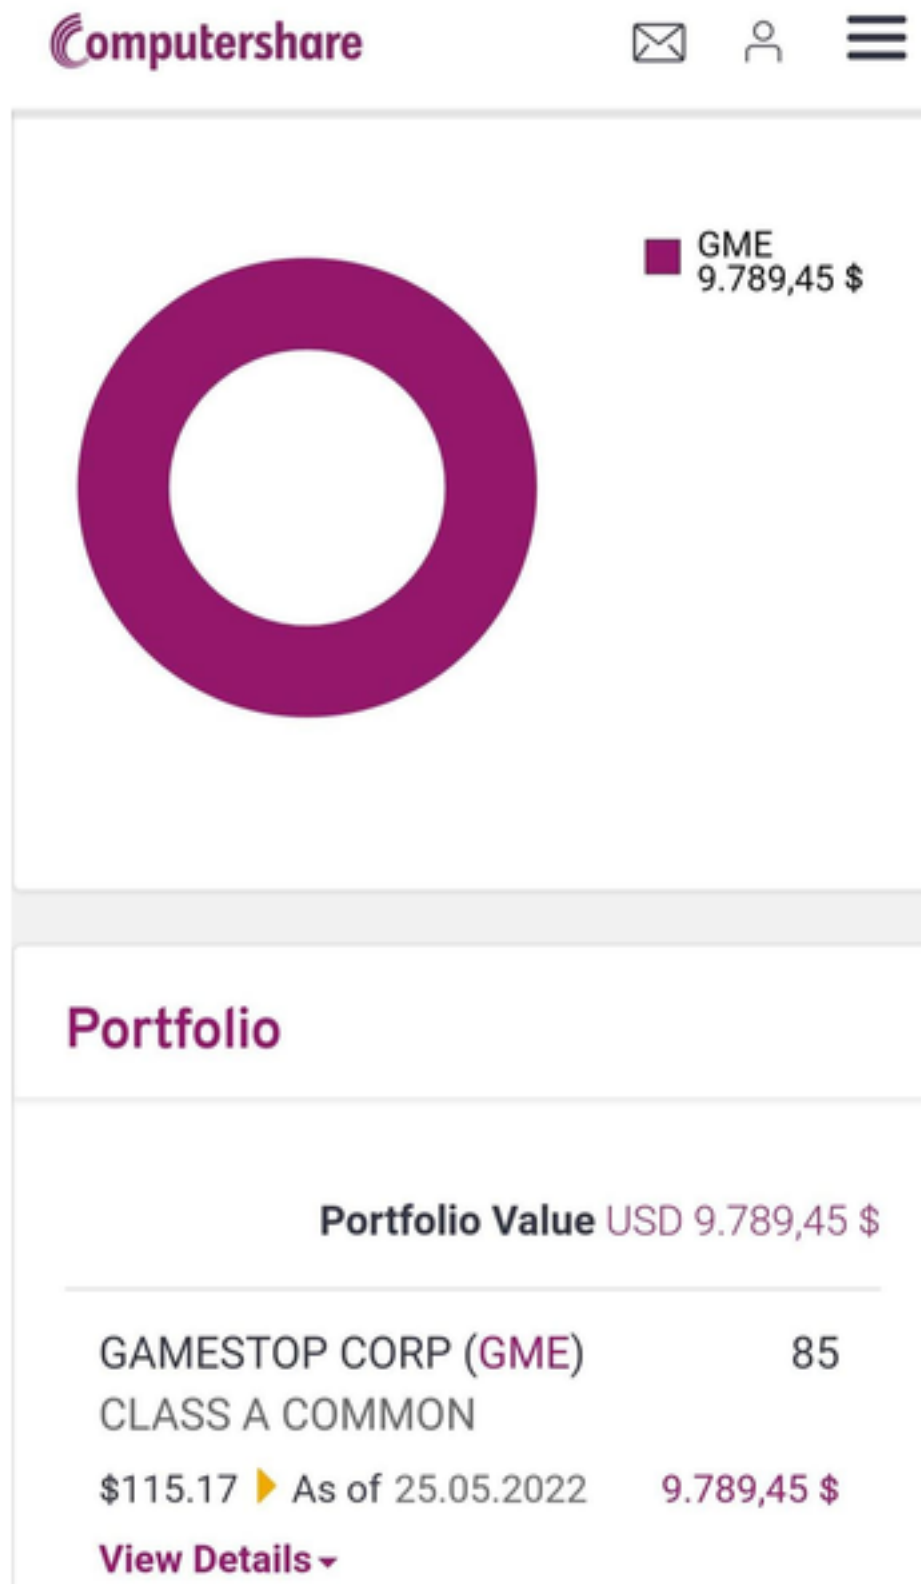 Computershare
GME
9.789,45 $
Portfolio
Portfolio Value USD 9.789,45 $
GAMESTOP CORP (GME) 85
CLASS A COMMON
$115.17 As of 25.05.2022 9.789,45 $
View Details